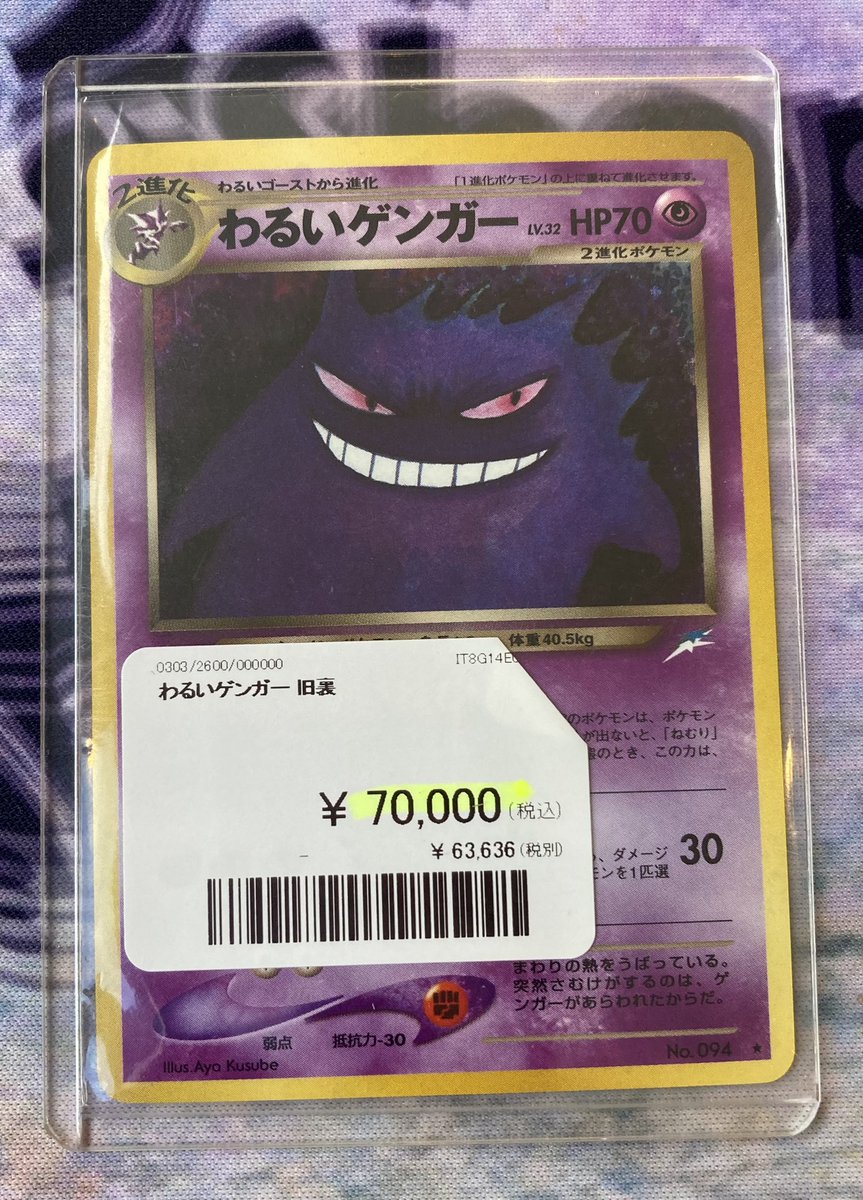 わるいゴーストから進化
「1進化ポケモン」の上に重ねて進化させます。
2進化
わるいゲンガー LV.32 HP70
2進化ポケモン
体重40.5kg
0303/2600/000000
IT8G14E
わるいゲンガー 旧裏
のポケモンは、ポケモン
が出ないと、「ねむり」
のとき、この力は、
¥ 70,000(税込)
¥ 63,636(税別)
、ダメージ 30
モンを1匹選
まわりの熱をうばっている。
突然さむけがするのは、ゲ
ンガーがあらわれたからだ。
弱点
抵抗力-30
No.094 ★
Illus.Aya Kusube